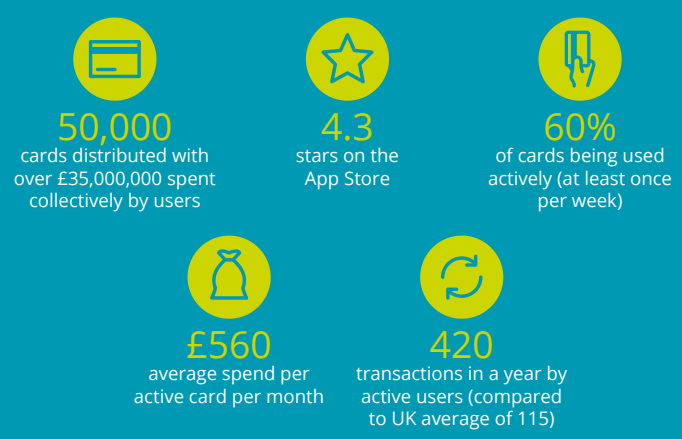 50,000
cards distributed with
over £35,000,000 spent
collectively by users
4.3
stars on the
App Store
60%
of cards being used
actively (at least once
per week)
£560
average spend per
active card per month
420
transactions in a year by
active users (compared
to UK average of 115)